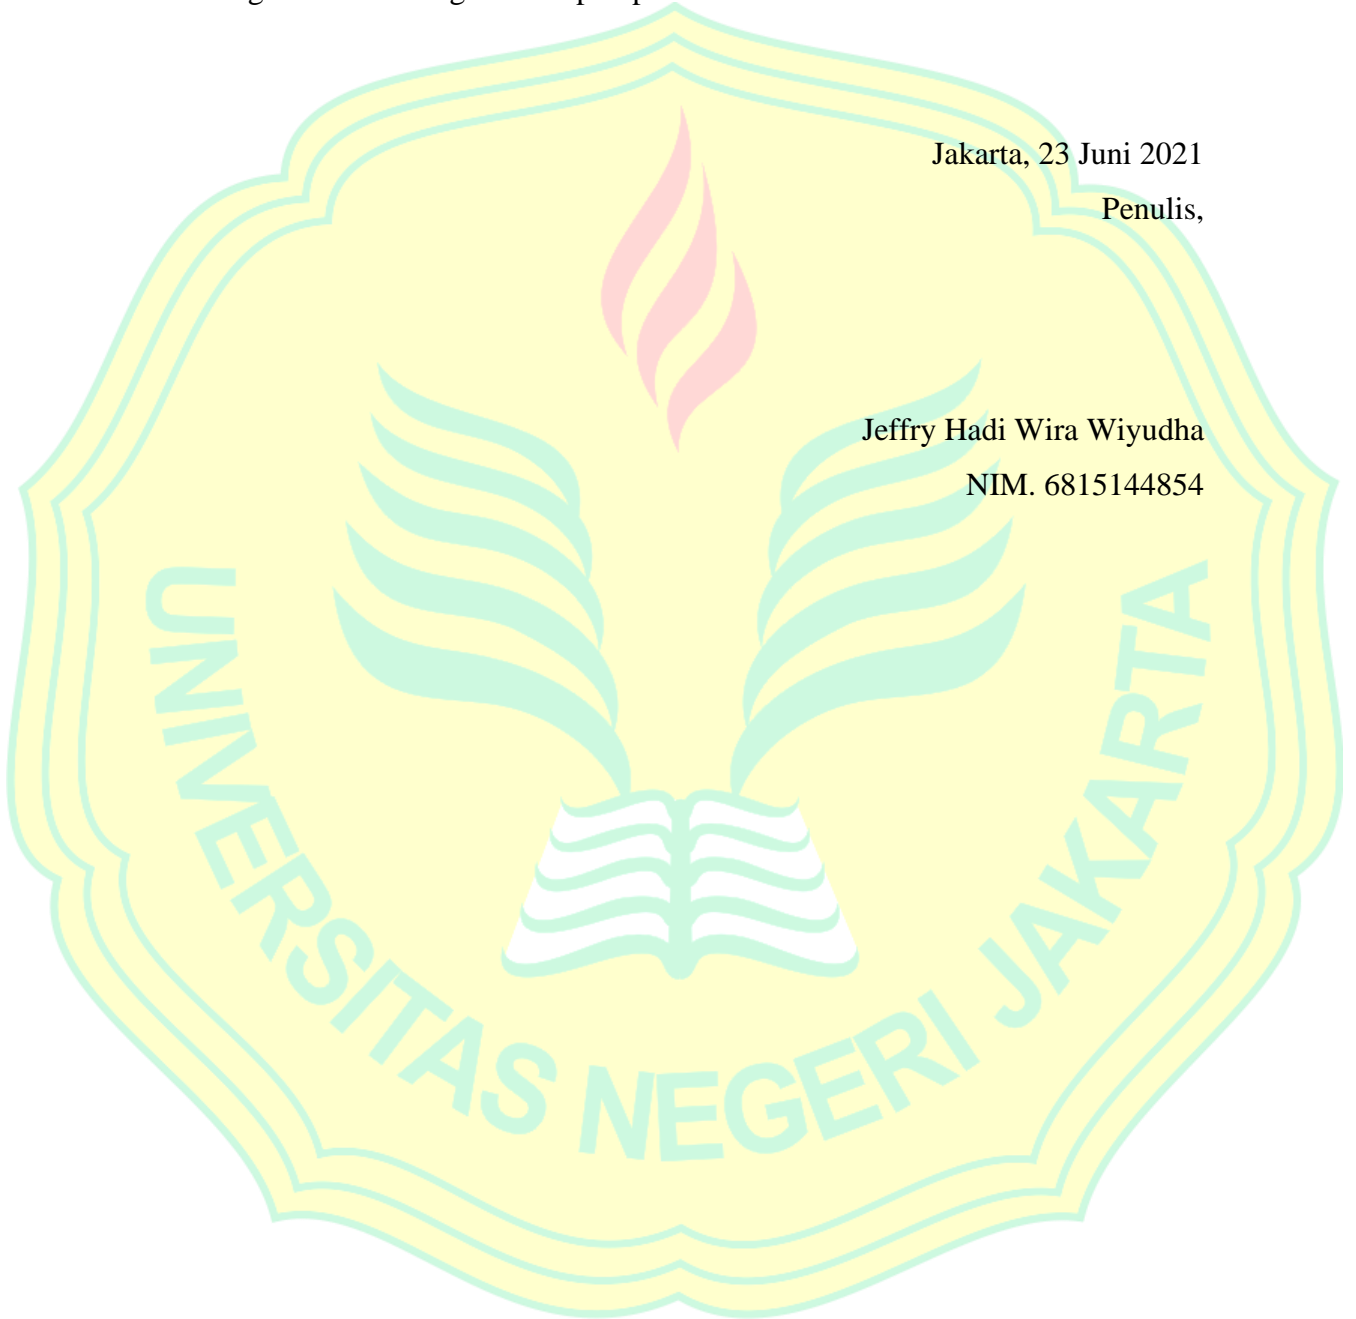 Jakarta, 23 Juni 2021
Penulis,
Jeffry Hadi Wira Wiyudha
NIM. 6815144854
UNIVERSITAS NEGERI JAKARTA